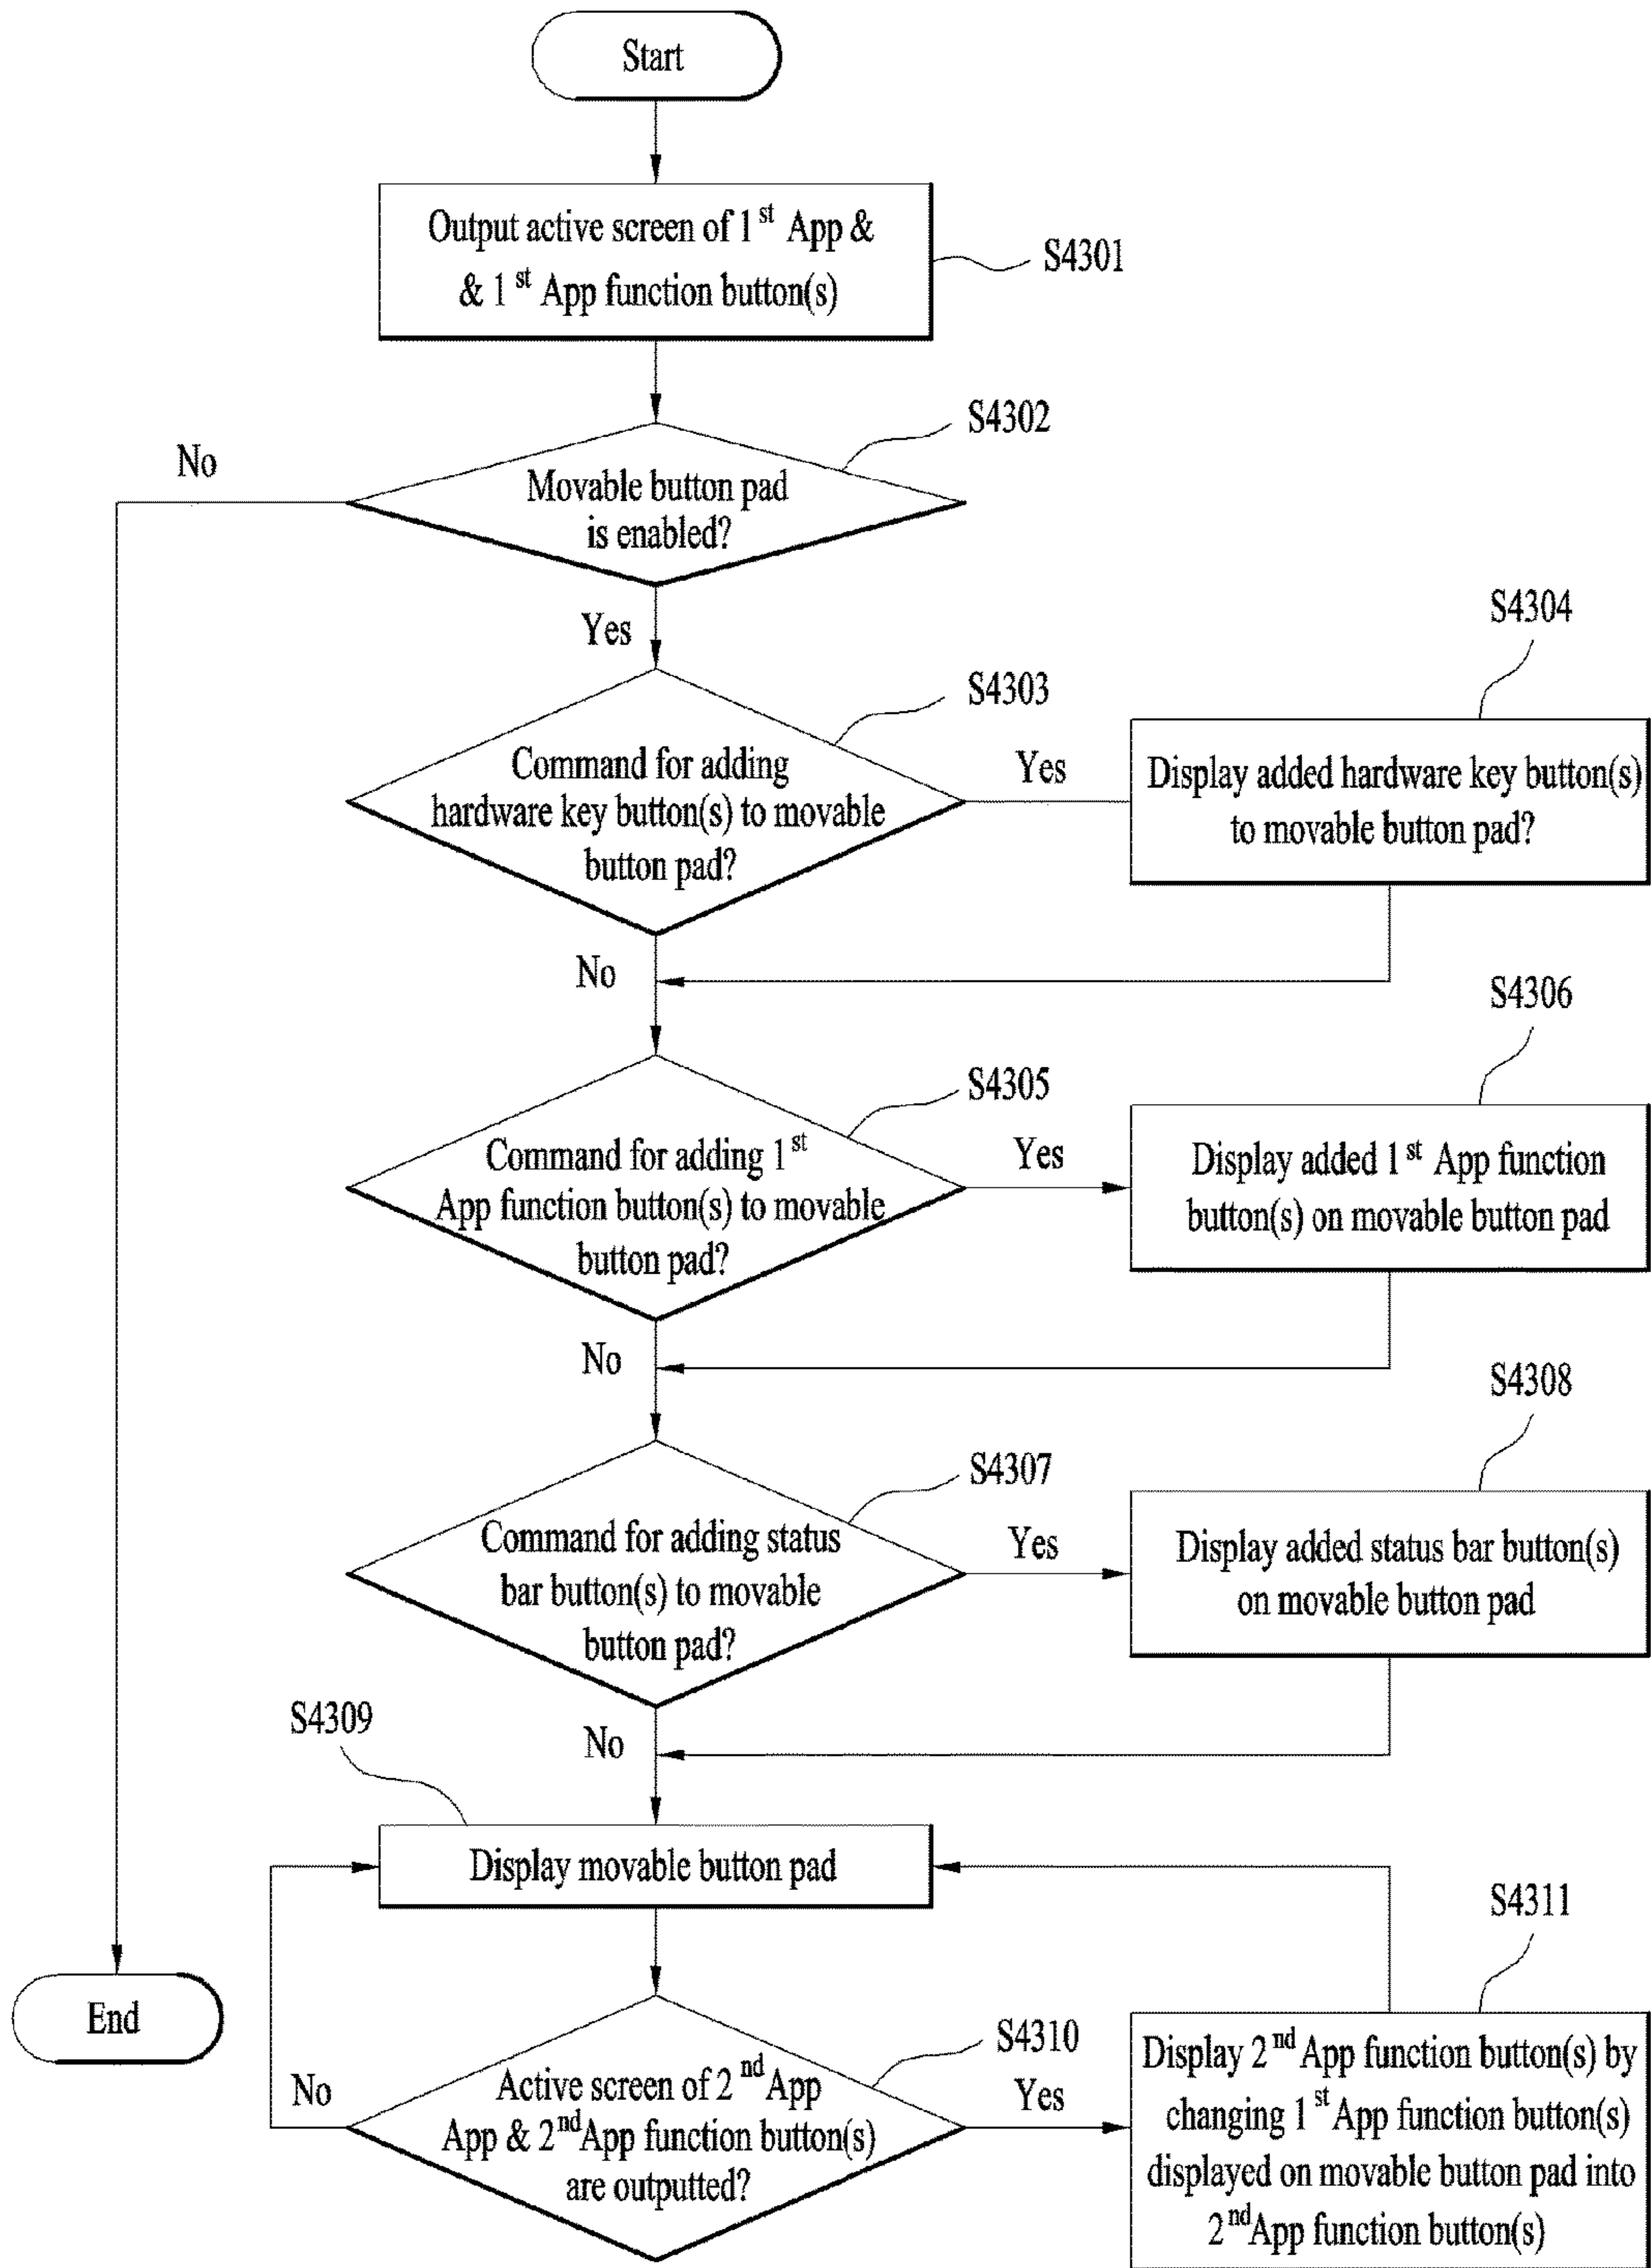 Start
Output active screen of 1st App &
& 1st App function button(s)
S4301
S4302
No
Movable button pad
is enabled?
Yes
S4304
S4303
Command for adding
hardware key button(s) to movable
button pad?
Yes
Display added hardware key button(s)
to movable button pad?
No
S4306
S4305
Command for adding 1st
App function button(s) to movable
button pad?
Yes
Display added 1st App function
button(s) on movable button pad
No
S4308
S4307
Command for adding status
bar button(s) to movable
button pad?
Yes
Display added status bar button(s)
on movable button pad
S4309
No
Display movable button pad
S4311
End
S4310
No
Active screen of 2nd App
App & 2nd App function button(s)
are outputted?
Yes
Display 2nd App function button(s) by
changing 1st App function button(s)
displayed on movable button pad into
2nd App function button(s)